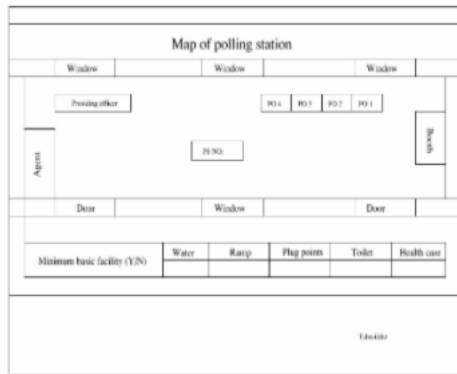 Map of polling station
Window Window Window
Presiding officer PO 4 PO 3 PO 2 PO 1
Booth
Agent
PS NO:
Door Window Door
Minimum basic facility (Y/N) Water Ramp Plug points Toilet Health care
Tahsildar